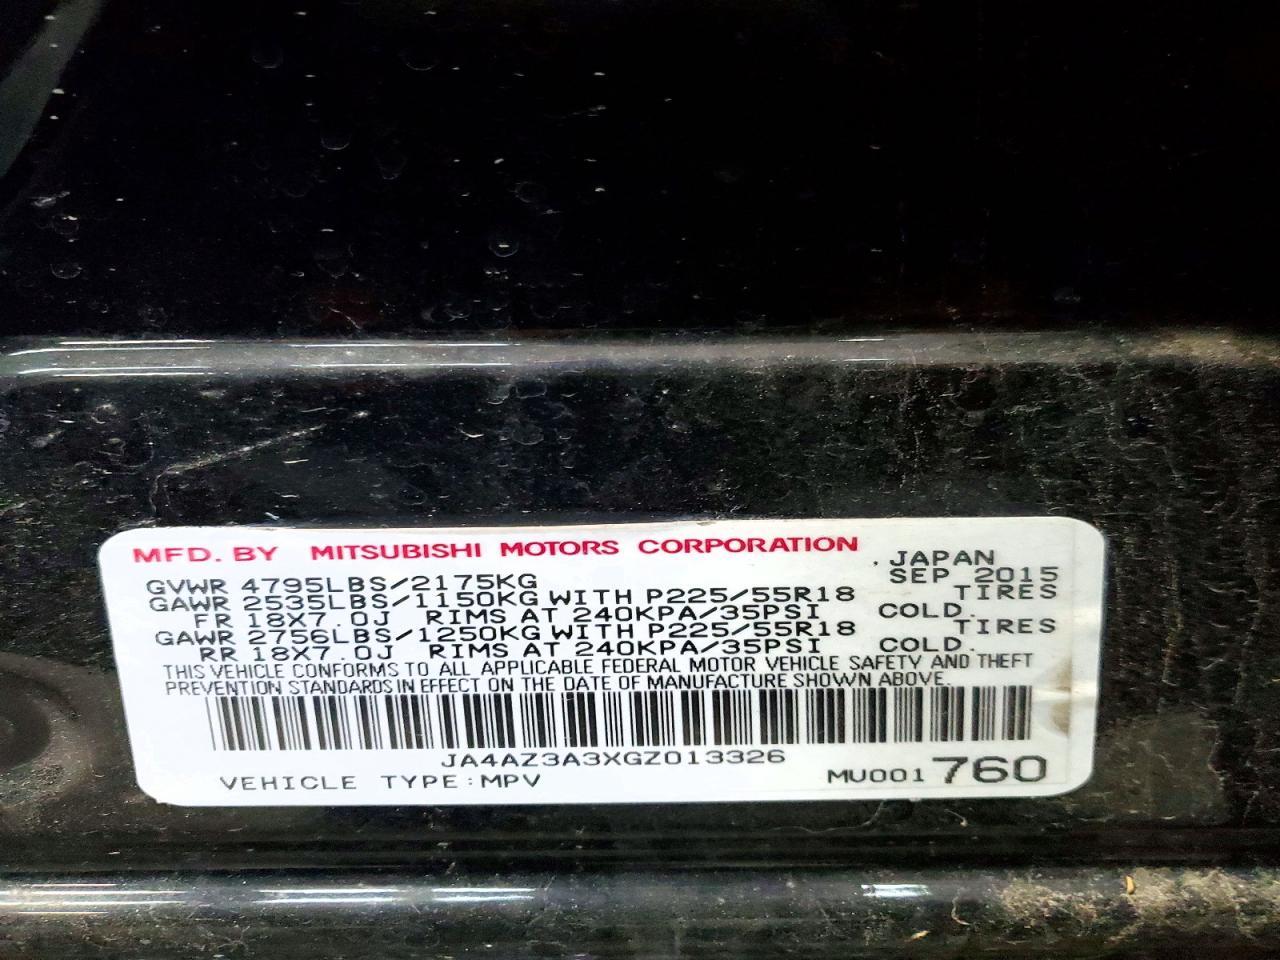 MFD. BY MITSUBISHI MOTORS CORPORATION . JAPAN
GVWR 4795LBS/2175KG SEP 2015
GAWR 2535LBS/1150KG WITH P225/55R18 TIRES
FR 18X7.0J RIMS AT 240KPA/35PSI COLD.
GAWR 2756LBS/1250KG WITH P225/55R18 TIRES
RR 18X7.0J RIMS AT 240KPA/35PSI COLD.
THIS VEHICLE CONFORMS TO ALL APPLICABLE FEDERAL MOTOR VEHICLE SAFETY AND THEFT
PREVENTION STANDARDS IN EFFECT ON THE DATE OF MANUFACTURE SHOWN ABOVE.
JA4AZ3A3XGZ013326
VEHICLE TYPE:MPV MU001 760